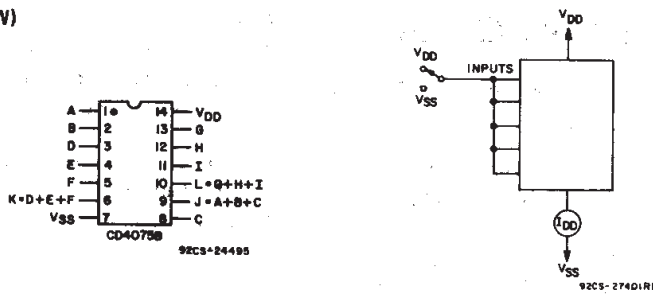 W)
A 1 14 VDD
B 2 13 G
D 3 12 H
E 4 11 I
F 5 10 L=G+H+I
K=D+E+F 6 9 J=A+B+C
VSS 7 8 C
CD4075B
92CS-24495
VDD
VDD
INPUTS
VSS
IDD
VSS
92CS-27401R1